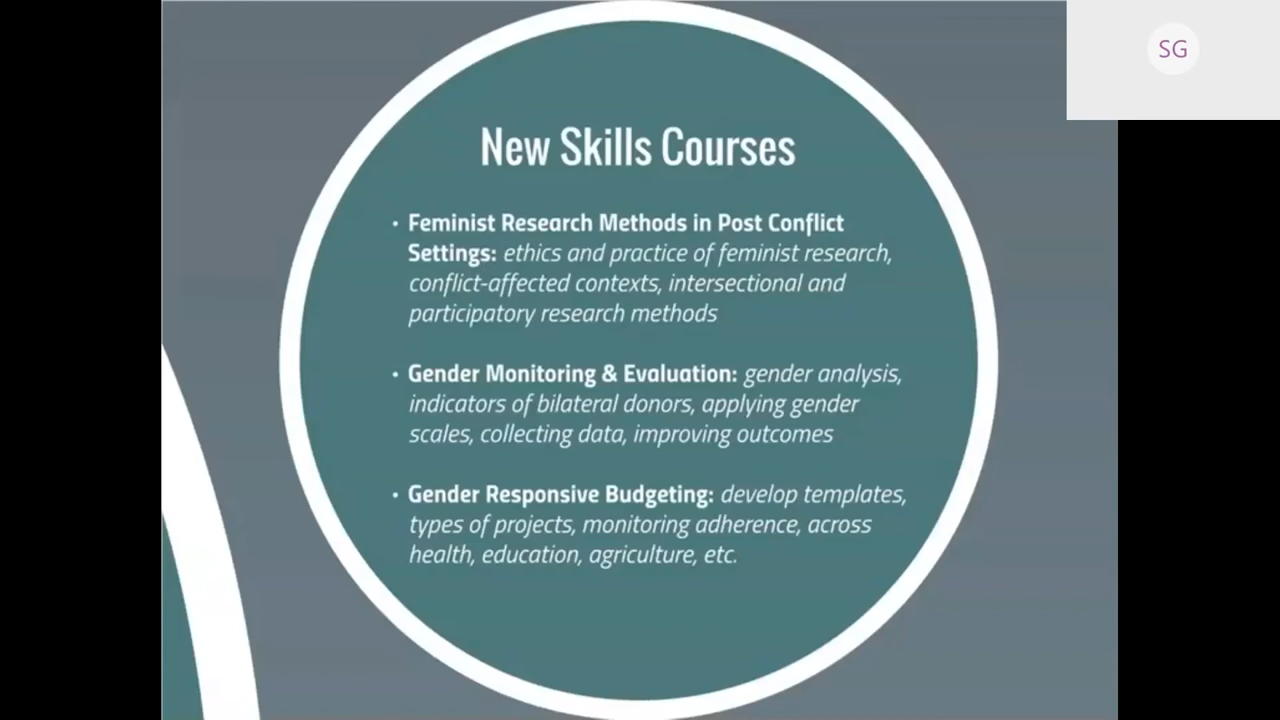 SG
New Skills Courses
• Feminist Research Methods in Post Conflict
Settings: ethics and practice of feminist research,
conflict-affected contexts, intersectional and
participatory research methods
• Gender Monitoring & Evaluation: gender analysis,
indicators of bilateral donors, applying gender
scales, collecting data, improving outcomes
• Gender Responsive Budgeting: develop templates,
types of projects, monitoring adherence, across
health, education, agriculture, etc.